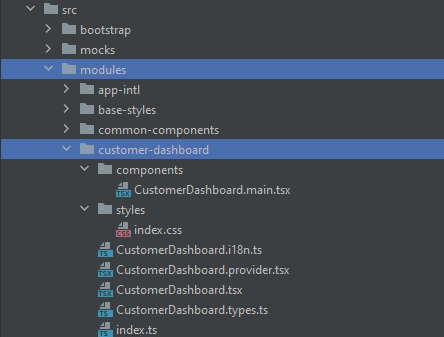 src
bootstrap
mocks
modules
app-intl
base-styles
common-components
customer-dashboard
components
TSX CustomerDashboard.main.tsx
styles
CSS index.css
TS CustomerDashboard.i18n.ts
TSX CustomerDashboard.provider.tsx
TSX CustomerDashboard.tsx
TS CustomerDashboard.types.ts
TS index.ts